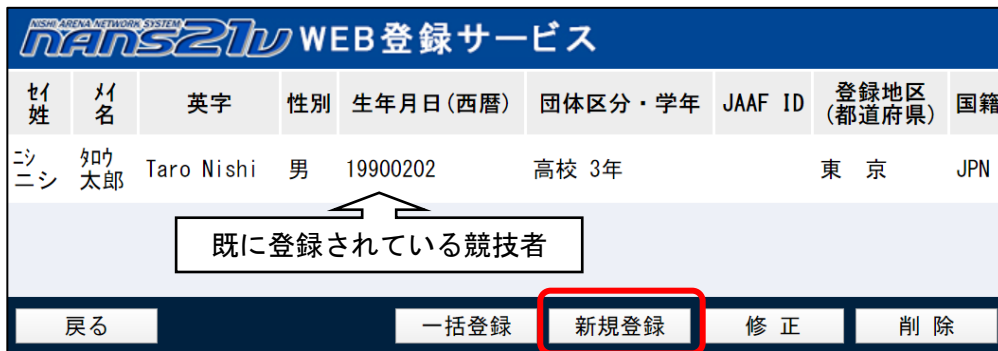 NISHI ARENA NETWORK SYSTEM
nans21v WEB登録サービス
ｾｲ ﾒｲ 登録地区
姓 名 英字 性別 生年月日(西暦) 団体区分・学年 JAAF ID (都道府県) 国籍
ﾆｼ ﾀﾛｳ
ニシ 太郎 Taro Nishi 男 19900202 高校 3年 東 京 JPN
既に登録されている競技者
戻る 一括登録 新規登録 修 正 削 除